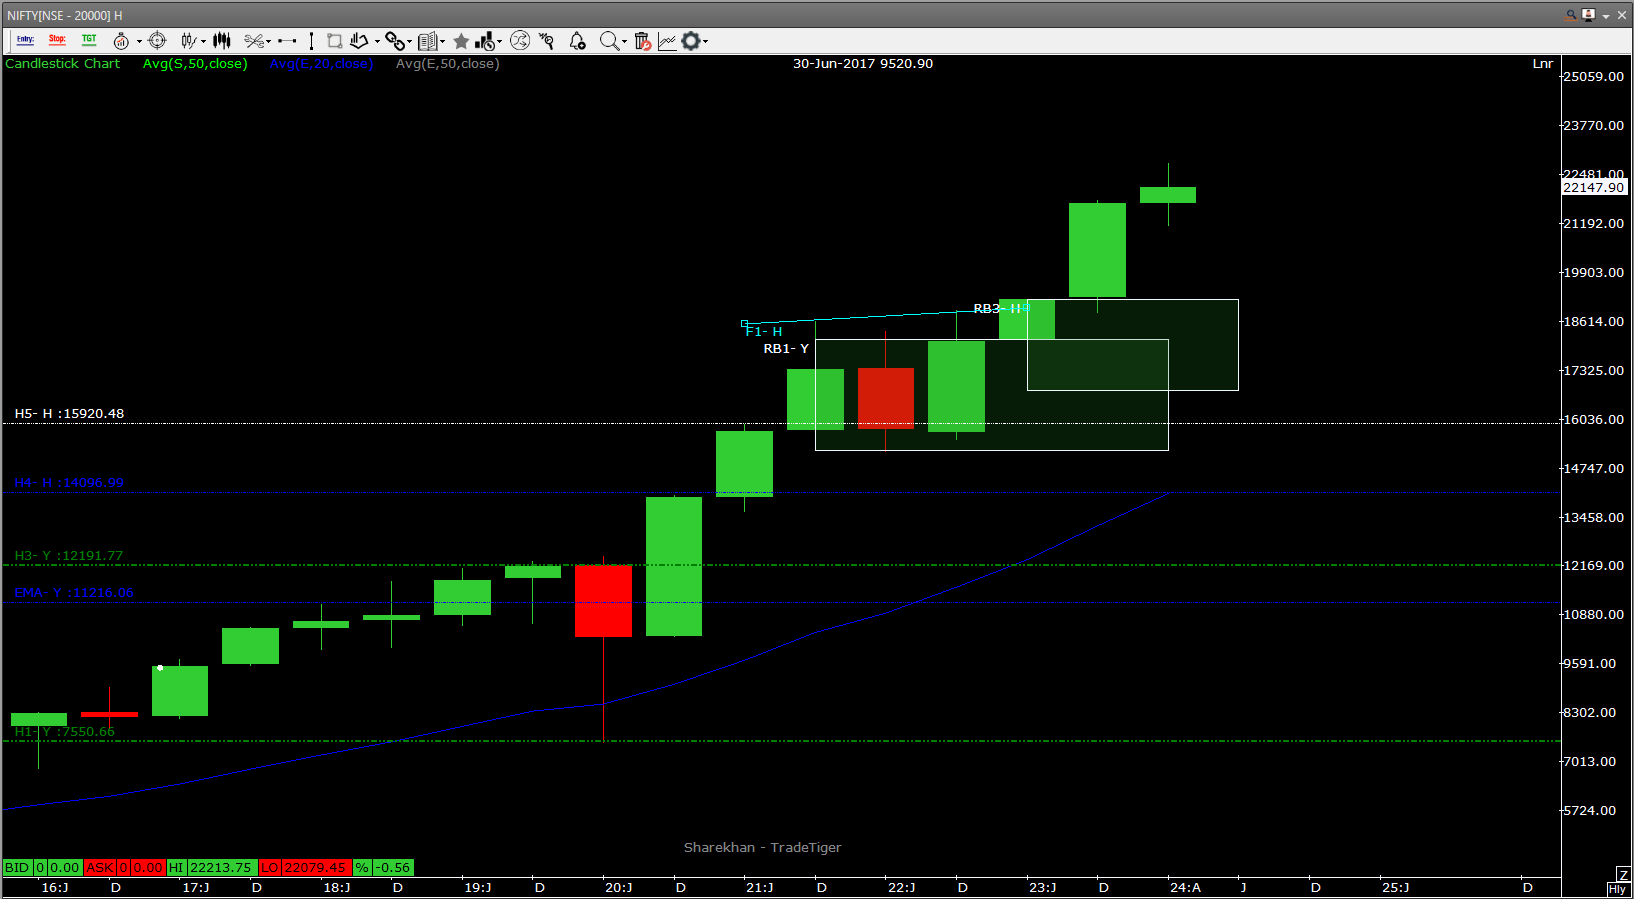 NIFTY[NSE - 20000] H
Entry: Stop: TGT
Candlestick Chart Avg(S,50,close) Avg(E,20,close) Avg(E,50,close) 30-Jun-2017 9520.90 Lnr
25059.00
23770.00
22481.00
22147.90
21192.00
19903.00
RB3- H
18614.00
F1- H
RB1- Y
17325.00
H5- H :15920.48
16036.00
14747.00
H4- H :14096.99
13458.00
H3- Y :12191.77
12169.00
EMA- Y :11216.06
10880.00
9591.00
8302.00
H1- Y :7550.66
7013.00
5724.00
Sharekhan - TradeTiger
BID 0 0.00 ASK 0 0.00 HI 22213.75 LO 22079.45 % -0.56
Z
16:J D 17:J D 18:J D 19:J D 20:J D 21:J D 22:J D 23:J D 24:A J D 25:J D Hly